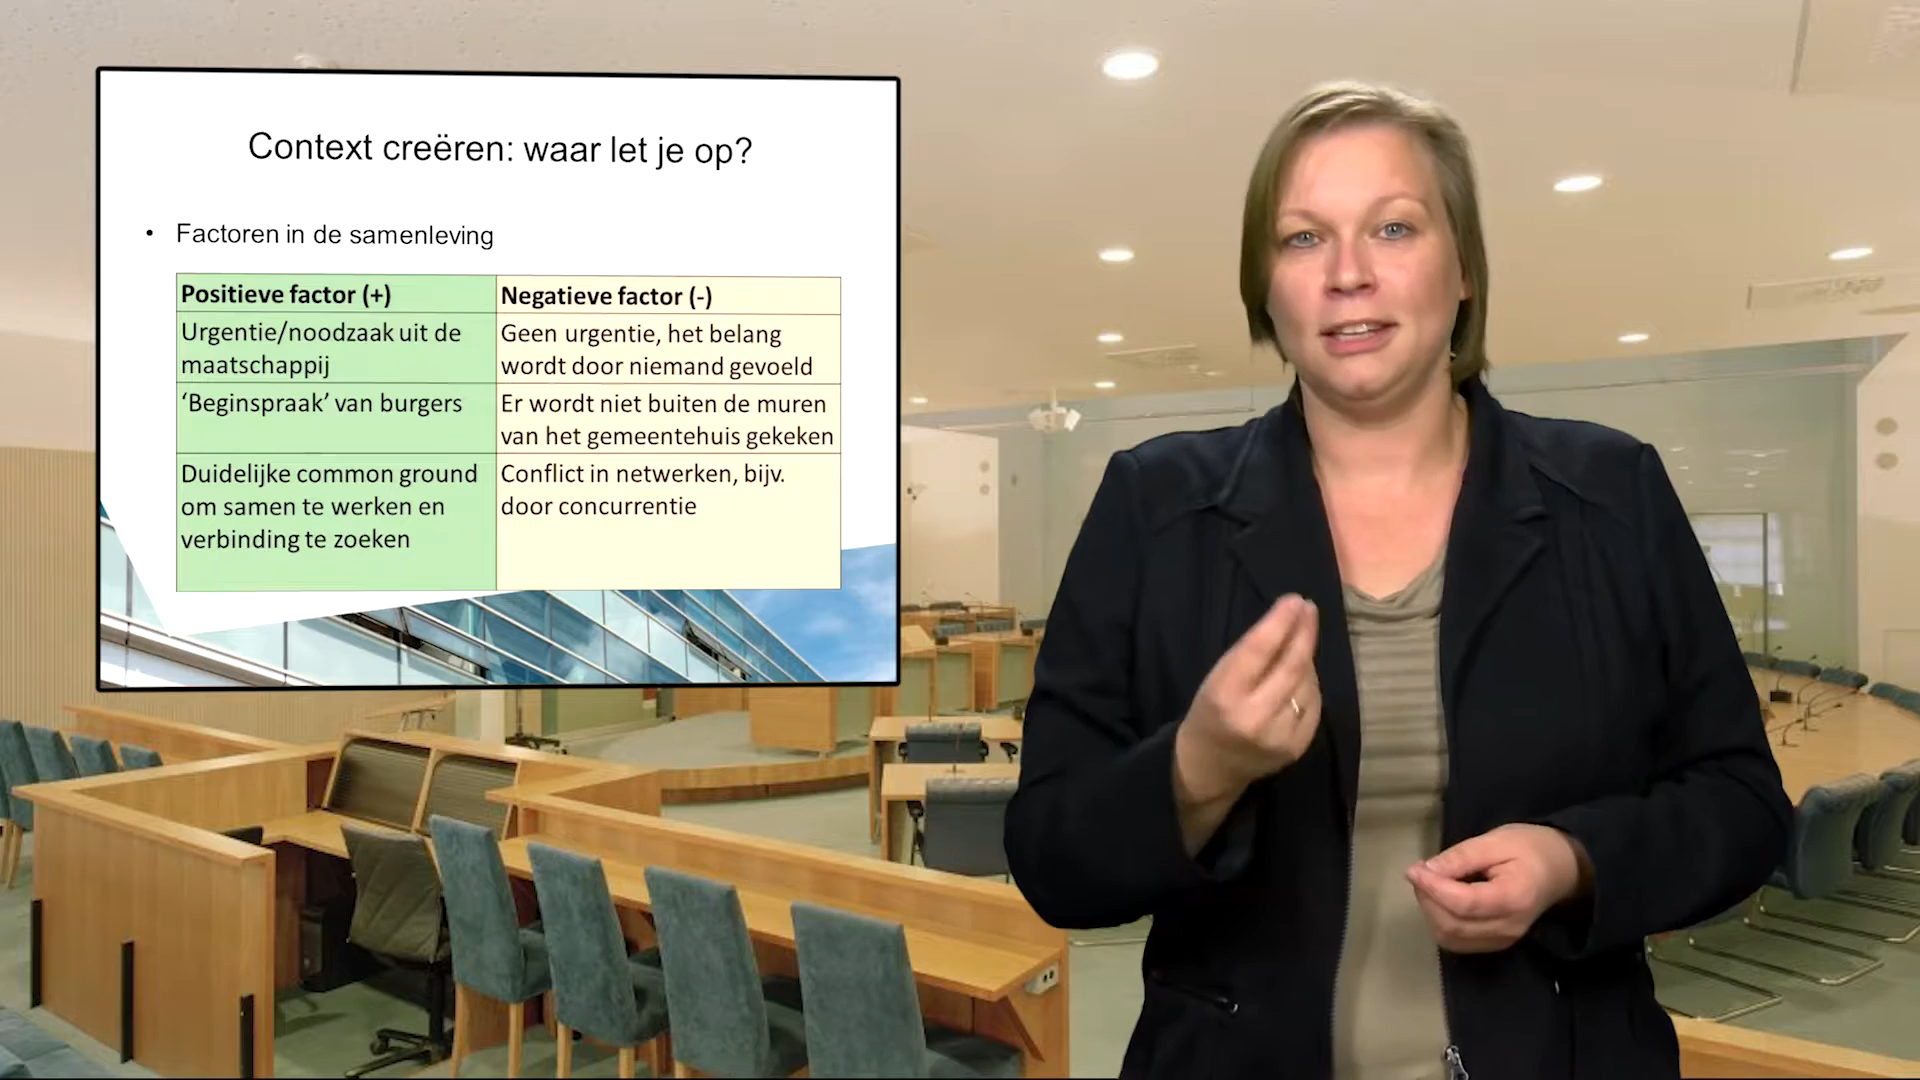 Context creëren: waar let je op?
• Factoren in de samenleving
Positieve factor (+)
Negatieve factor (-)
Urgentie/noodzaak uit de
maatschappij
Geen urgentie, het belang
wordt door niemand gevoeld
‘Beginspraak’ van burgers
Er wordt niet buiten de muren
van het gemeentehuis gekeken
Duidelijke common ground
om samen te werken en
verbinding te zoeken
Conflict in netwerken, bijv.
door concurrentie